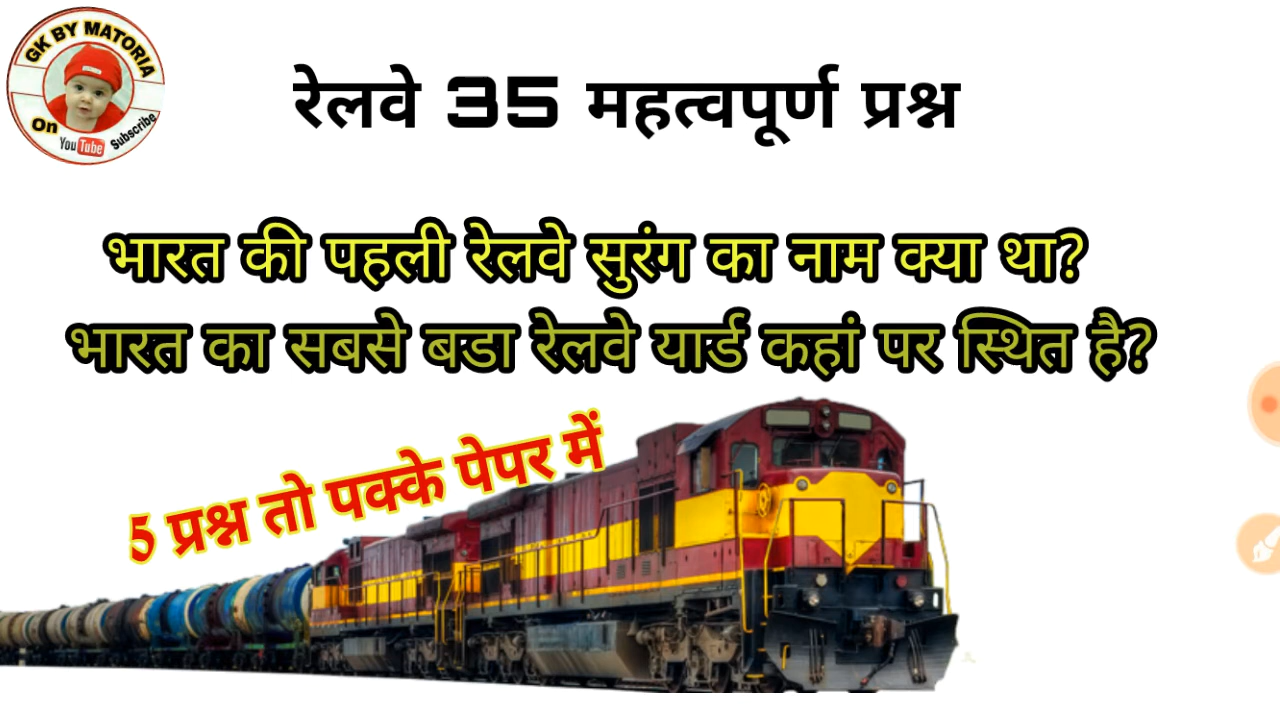 GK BY MATORIA
On
YouTube Subscribe
रेलवे 35 महत्वपूर्ण प्रश्न
भारत की पहली रेलवे सुरंग का नाम क्या था?
भारत का सबसे बडा रेलवे यार्ड कहां पर स्थित है?
5 प्रश्न तो पक्के पेपर में